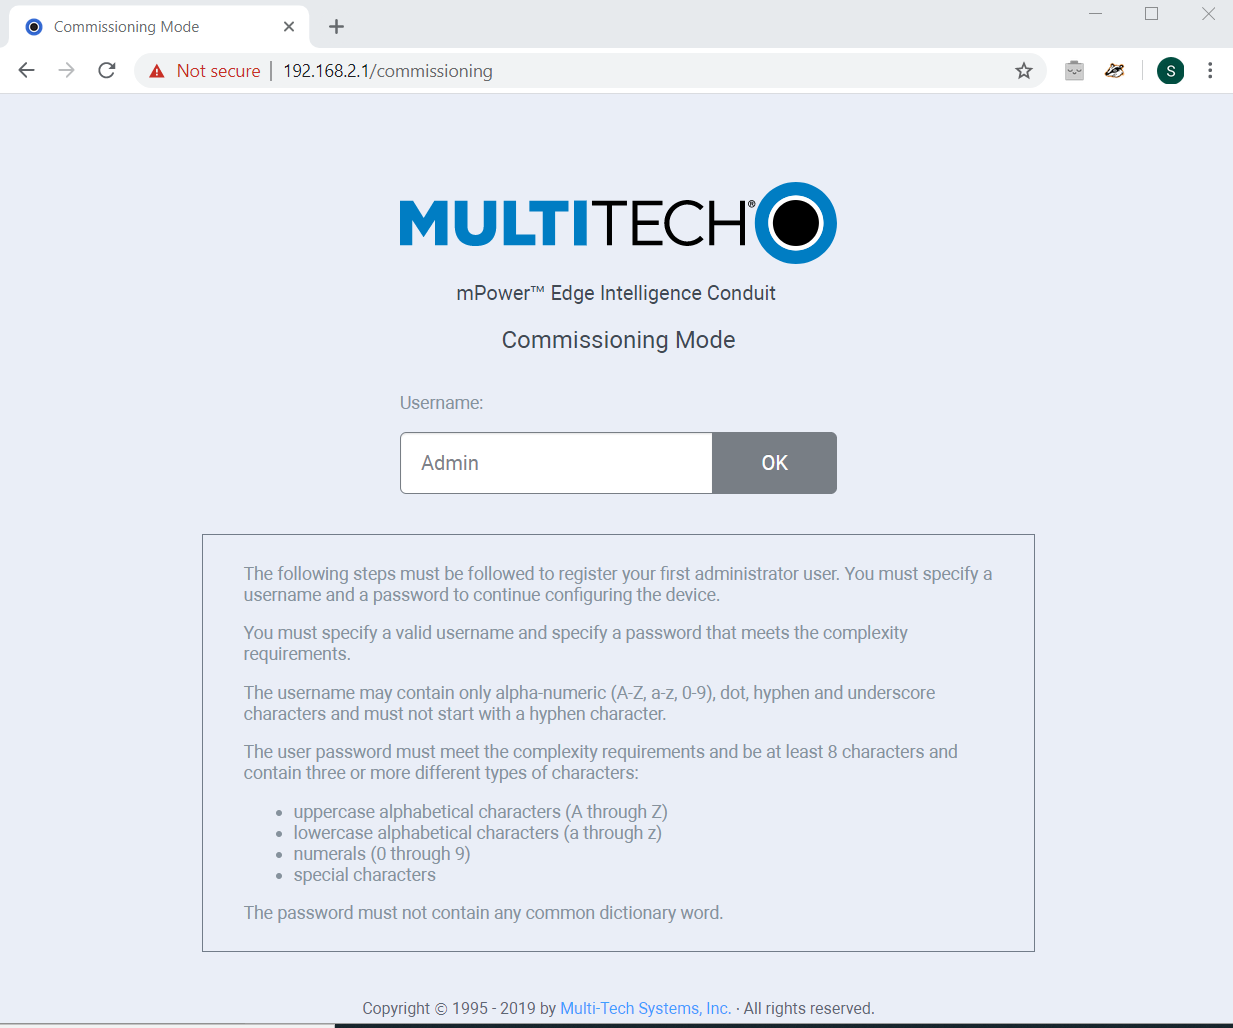 Commissioning Mode
Not secure | 192.168.2.1/commissioning
S
MULTITECH®
mPower™ Edge Intelligence Conduit
Commissioning Mode
Username:
Admin
OK
The following steps must be followed to register your first administrator user. You must specify a
username and a password to continue configuring the device.
You must specify a valid username and specify a password that meets the complexity
requirements.
The username may contain only alpha-numeric (A-Z, a-z, 0-9), dot, hyphen and underscore
characters and must not start with a hyphen character.
The user password must meet the complexity requirements and be at least 8 characters and
contain three or more different types of characters:
• uppercase alphabetical characters (A through Z)
• lowercase alphabetical characters (a through z)
• numerals (0 through 9)
• special characters
The password must not contain any common dictionary word.
Copyright © 1995 - 2019 by Multi-Tech Systems, Inc. · All rights reserved.